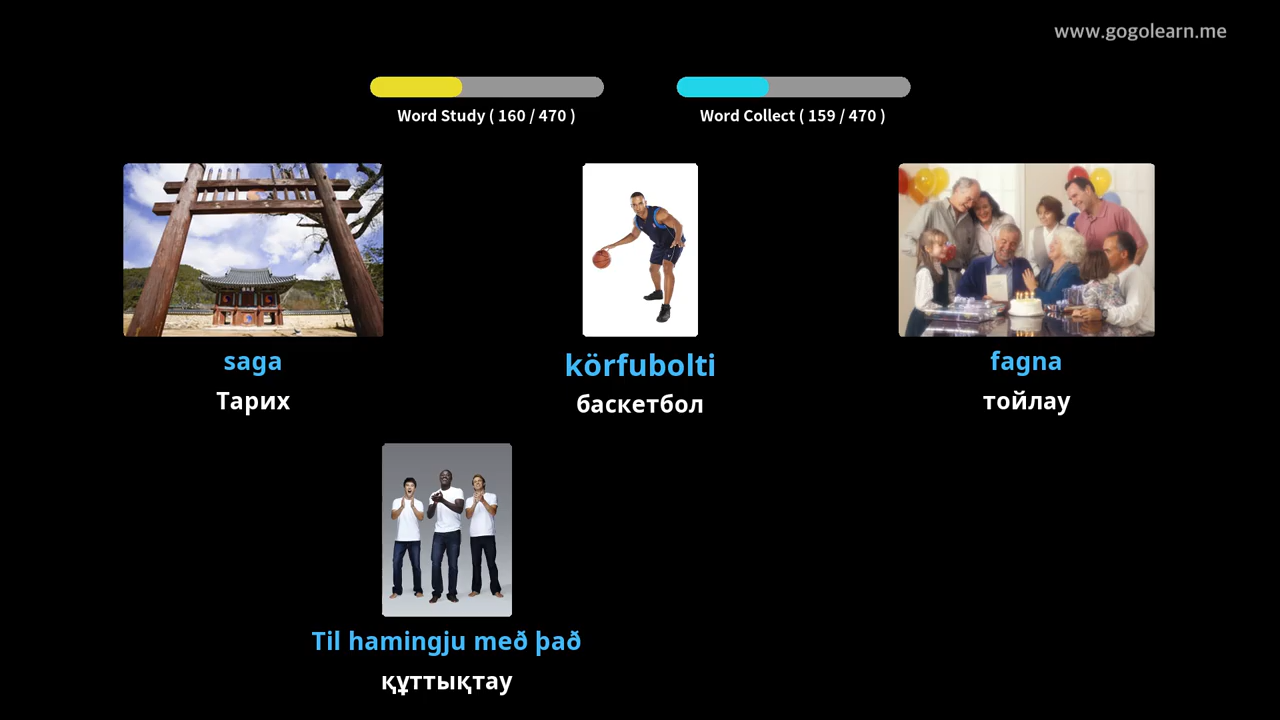 www.gogolearn.me
Word Study ( 160 / 470 )
Word Collect ( 159 / 470 )
saga
Тарих
körfubolti
баскетбол
fagna
тойлау
Til hamingju með það
құттықтау